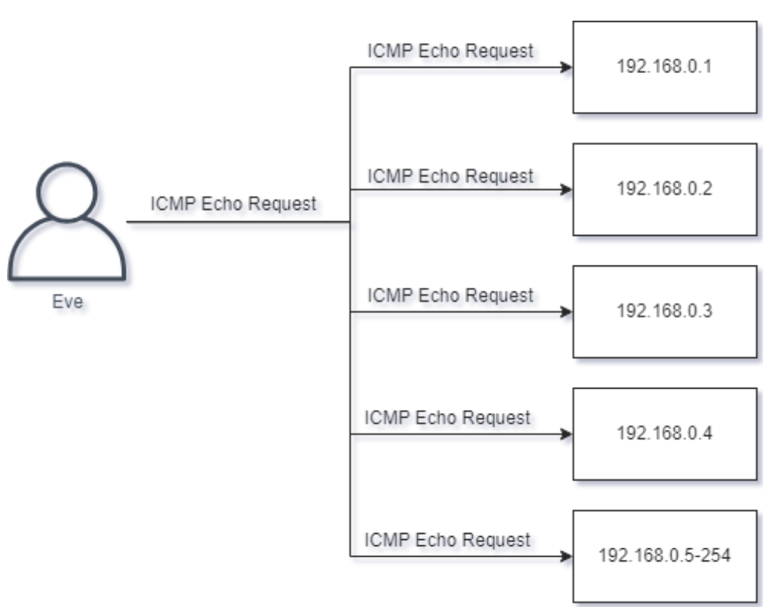 ICMP Echo Request
192.168.0.1
ICMP Echo Request
192.168.0.2
ICMP Echo Request
Eve
ICMP Echo Request
192.168.0.3
ICMP Echo Request
192.168.0.4
ICMP Echo Request
192.168.0.5-254